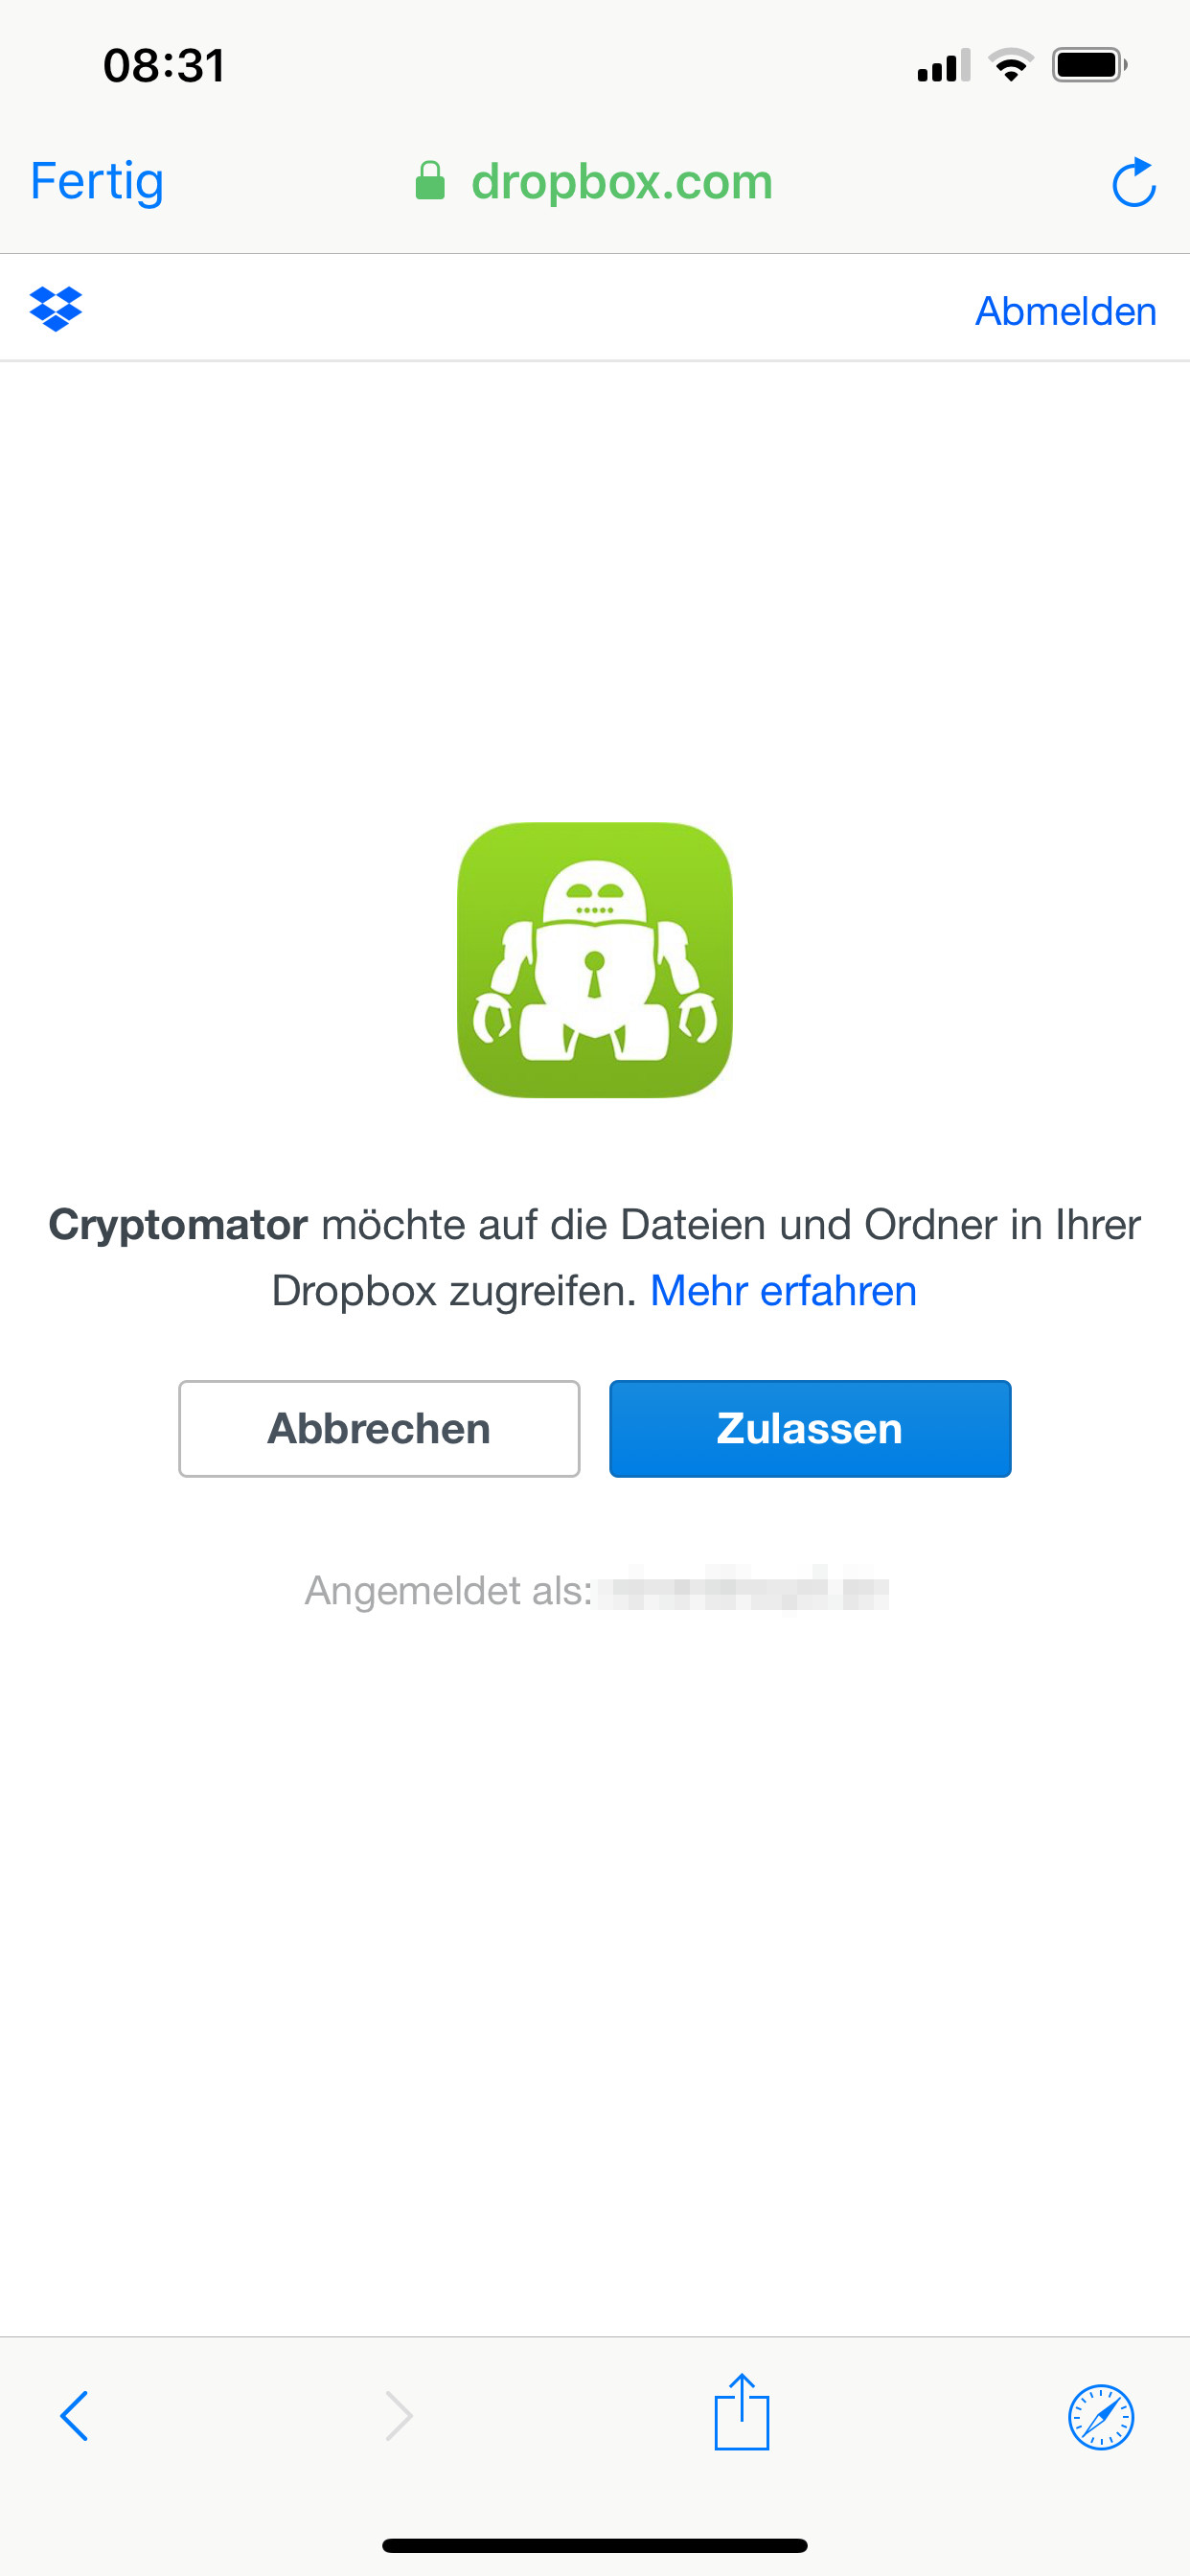 08:31
Fertig
dropbox.com
Abmelden
Cryptomator möchte auf die Dateien und Ordner in Ihrer
Dropbox zugreifen. Mehr erfahren
Abbrechen
Zulassen
Angemeldet als: